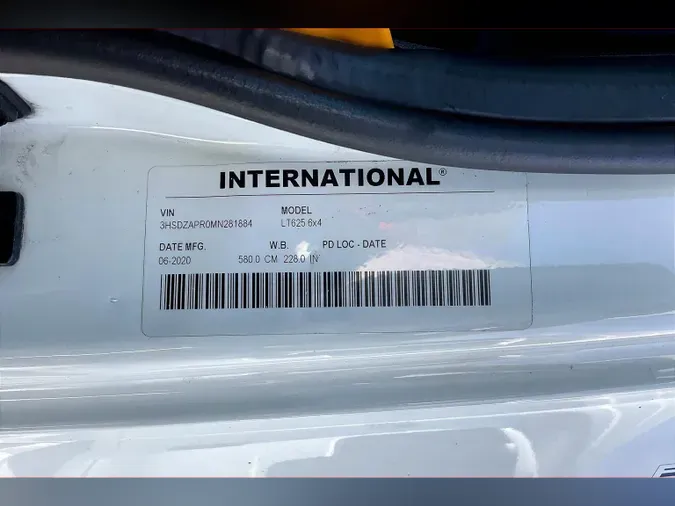 INTERNATIONAL®
VIN MODEL
3HSDZAPR0MN281884 LT625 6x4
DATE MFG. W.B. PD LOC - DATE
06-2020 580.0 CM 228.0 IN